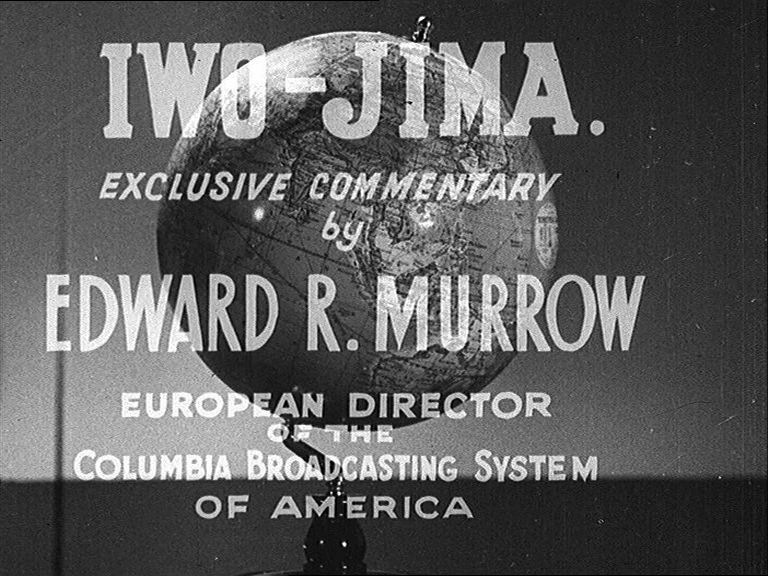 IWO-JIMA.
EXCLUSIVE COMMENTARY
by
EDWARD R. MURROW
EUROPEAN DIRECTOR
OF THE
COLUMBIA BROADCASTING SYSTEM
OF AMERICA